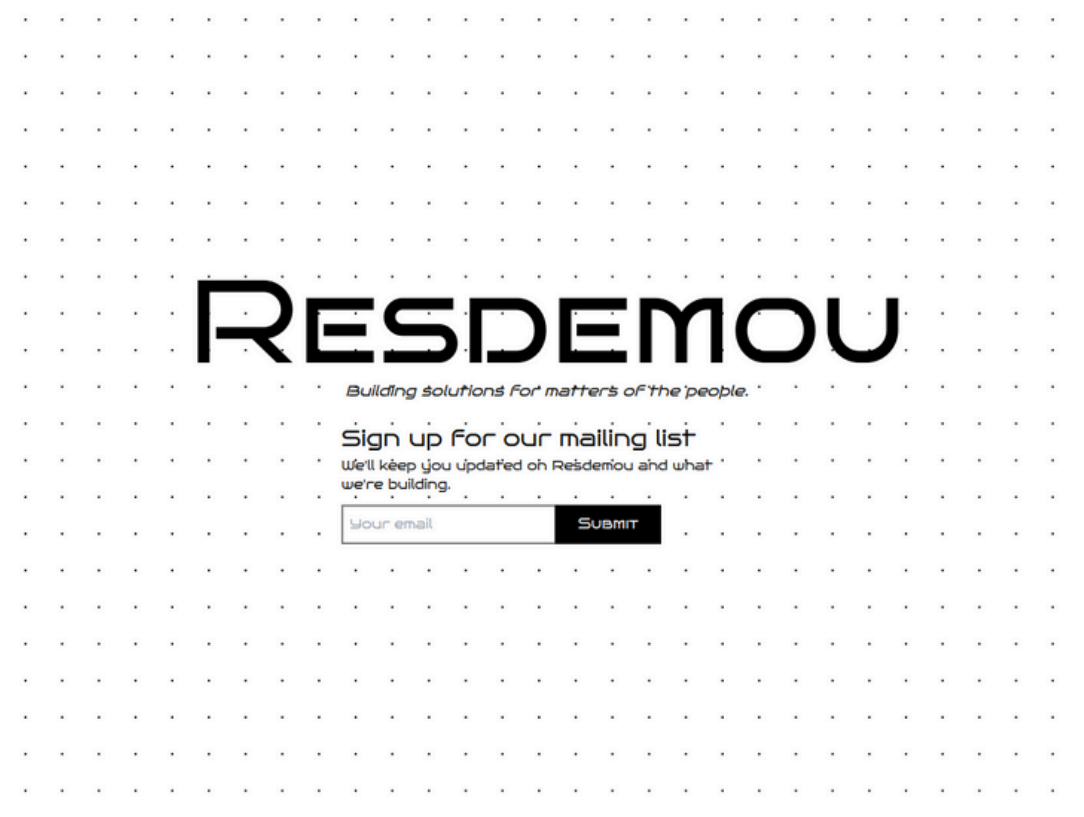 Resdemou
Building solutions for matters of the people.
Sign up for our mailing list
We'll keep you updated on Resdemou and what
we're building.
Your email
Submit